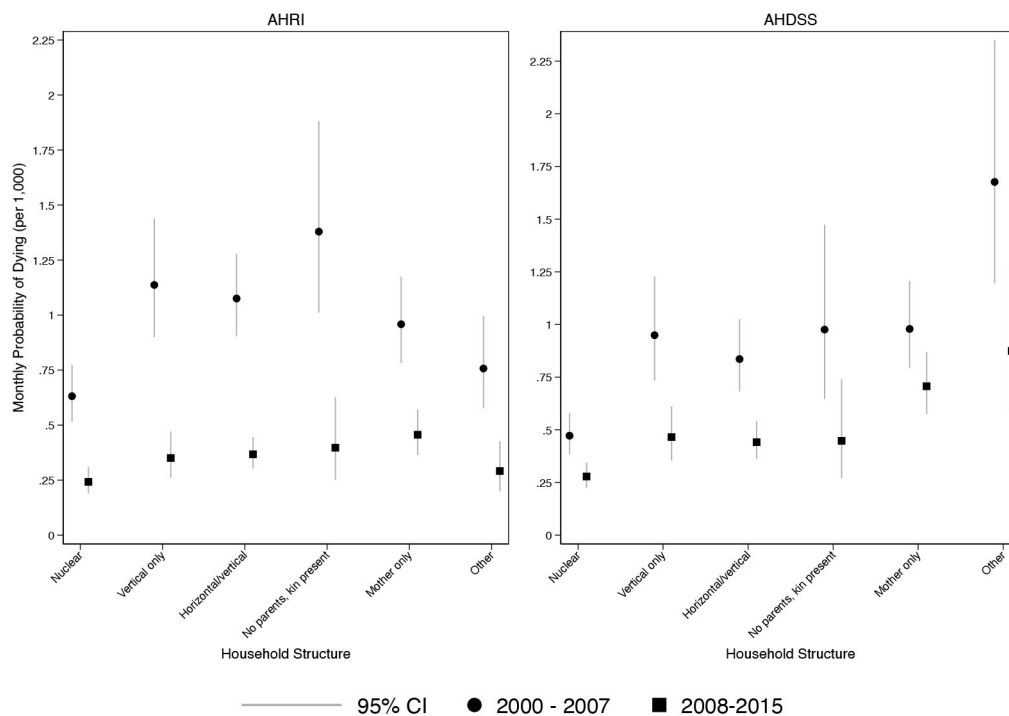 AHRI
AHDSS
Monthly Probability of Dying (per 1,000)
2.25
2
1.75
1.5
1.25
1
.75
.5
.25
0
Nuclear
Vertical only
Horizontal/vertical
No parents, kin present
Mother only
Other
Household Structure
2.25
2
1.75
1.5
1.25
1
.75
.5
.25
0
Nuclear
Vertical only
Horizontal/vertical
No parents, kin present
Mother only
Other
Household Structure
95% CI 2000 - 2007 2008-2015